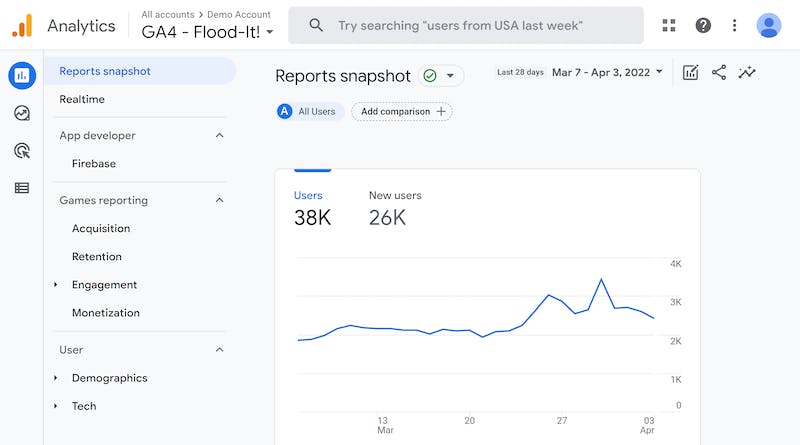 Analytics
All accounts > Demo Account
GA4 - Flood-It!
Try searching "users from USA last week"
Reports snapshot
Realtime
App developer
Firebase
Games reporting
Acquisition
Retention
Engagement
Monetization
User
Demographics
Tech
Reports snapshot
Last 28 days Mar 7 - Apr 3, 2022
A All Users
Add comparison +
Users New users
38K 26K
4K
3K
2K
1K
0
13 20 27 03
Mar Apr